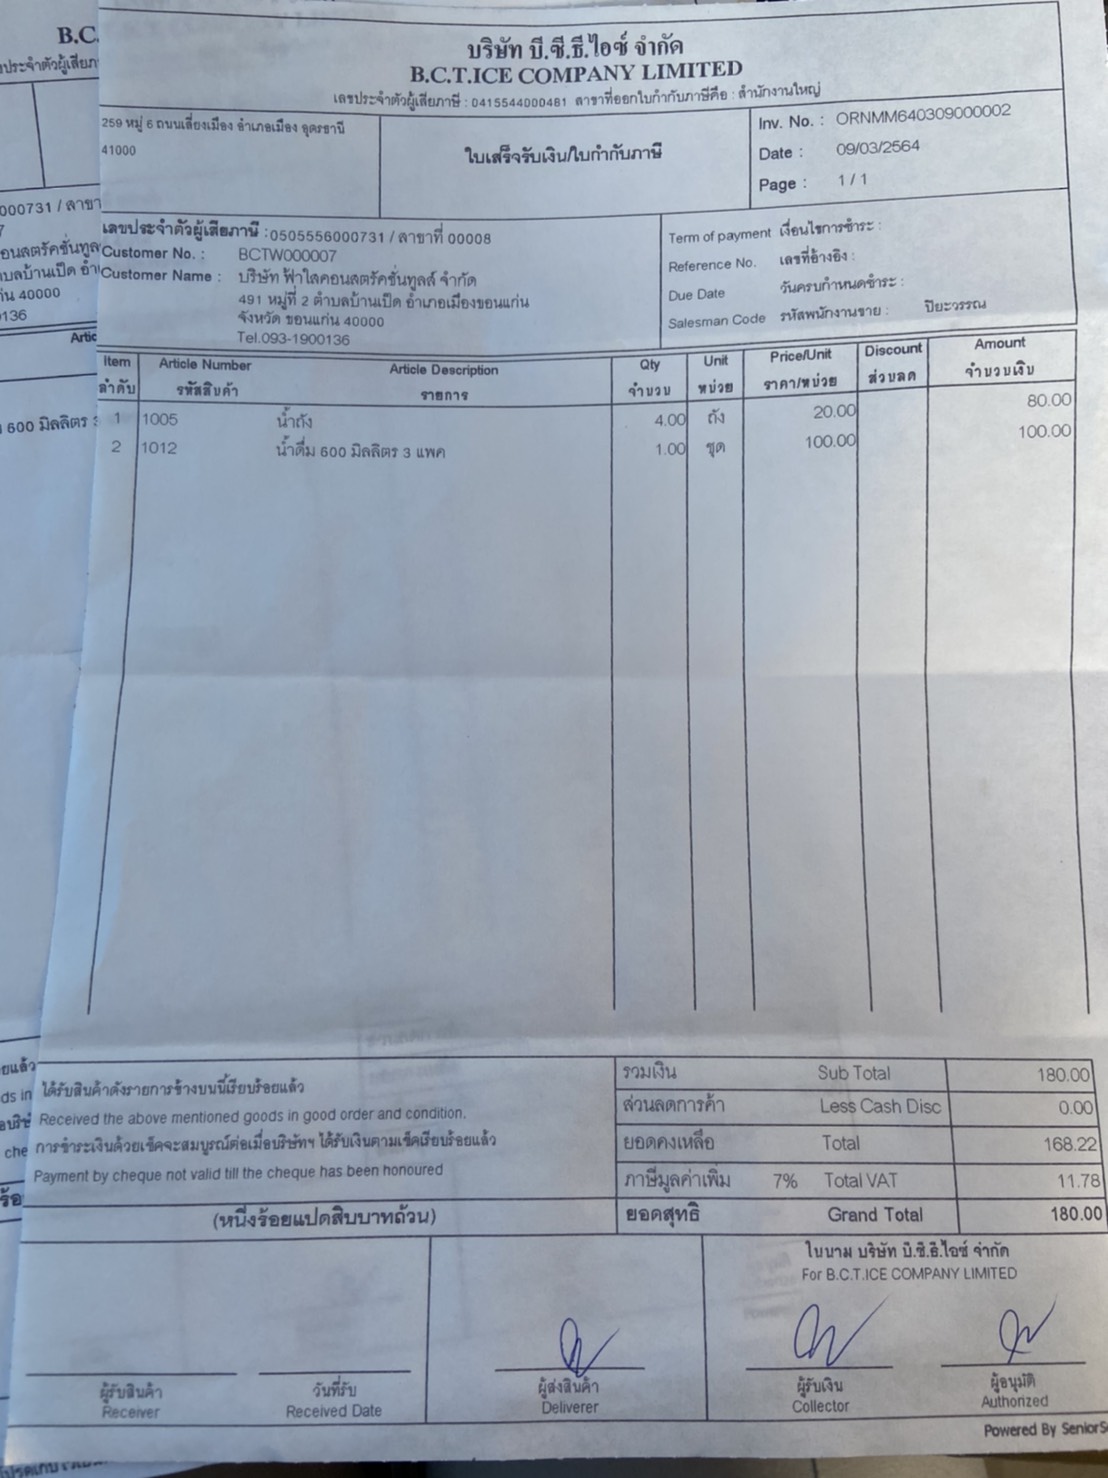 บริษัท บี.ซี.ธี.ไอซ์ จำกัด
B.C.T.ICE COMPANY LIMITED
เลขประจำตัวผู้เสียภาษี : 0415544000481 สาขาที่ออกใบกำกับภาษีคือ : สำนักงานใหญ่
259 หมู่ 6 ถนนเลี่ยงเมือง อำเภอเมือง อุดรธานี
41000
ใบเสร็จรับเงิน/ใบกำกับภาษี
Inv. No. : ORNMM640309000002
Date : 09/03/2564
Page : 1 / 1
เลขประจำตัวผู้เสียภาษี : 0505556000731 / สาขาที่ 00008
Customer No. : BCTW000007
Customer Name : บริษัท ฟ้าใสคอนสตรัคชั่นทูลส์ จำกัด
491 หมู่ที่ 2 ตำบลบ้านเป็ด อำเภอเมืองขอนแก่น
จังหวัด ขอนแก่น 40000
Tel.093-1900136
Term of payment เงื่อนไขการชำระ :
Reference No. เลขที่อ้างอิง :
Due Date วันครบกำหนดชำระ :
Salesman Code รหัสพนักงานขาย : ปิยะวรรณ
Item Article Number Article Description Qty Unit Price/Unit Discount Amount
ลำดับ รหัสสินค้า รายการ จำนวน หน่วย ราคา/หน่วย ส่วนลด จำนวนเงิน
1 1005 น้ำถัง 4.00 ถัง 20.00 80.00
2 1012 น้ำดื่ม 600 มิลลิตร 3 แพค 1.00 ชุด 100.00 100.00
ได้รับสินค้าดังรายการข้างบนนี้เรียบร้อยแล้ว
Received the above mentioned goods in good order and condition.
การชำระเงินด้วยเช็คจะสมบูรณ์ต่อเมื่อบริษัทฯ ได้รับเงินตามเช็คเรียบร้อยแล้ว
Payment by cheque not valid till the cheque has been honoured
(หนึ่งร้อยแปดสิบบาทถ้วน)
รวมเงิน Sub Total 180.00
ส่วนลดการค้า Less Cash Disc 0.00
ยอดคงเหลือ Total 168.22
ภาษีมูลค่าเพิ่ม 7% Total VAT 11.78
ยอดสุทธิ Grand Total 180.00
ในนาม บริษัท บี.ซี.ธี.ไอซ์ จำกัด
For B.C.T.ICE COMPANY LIMITED
ผู้รับสินค้า วันที่รับ ผู้ส่งสินค้า ผู้รับเงิน ผู้อนุมัติ
Receiver Received Date Deliverer Collector Authorized
Powered By SeniorS